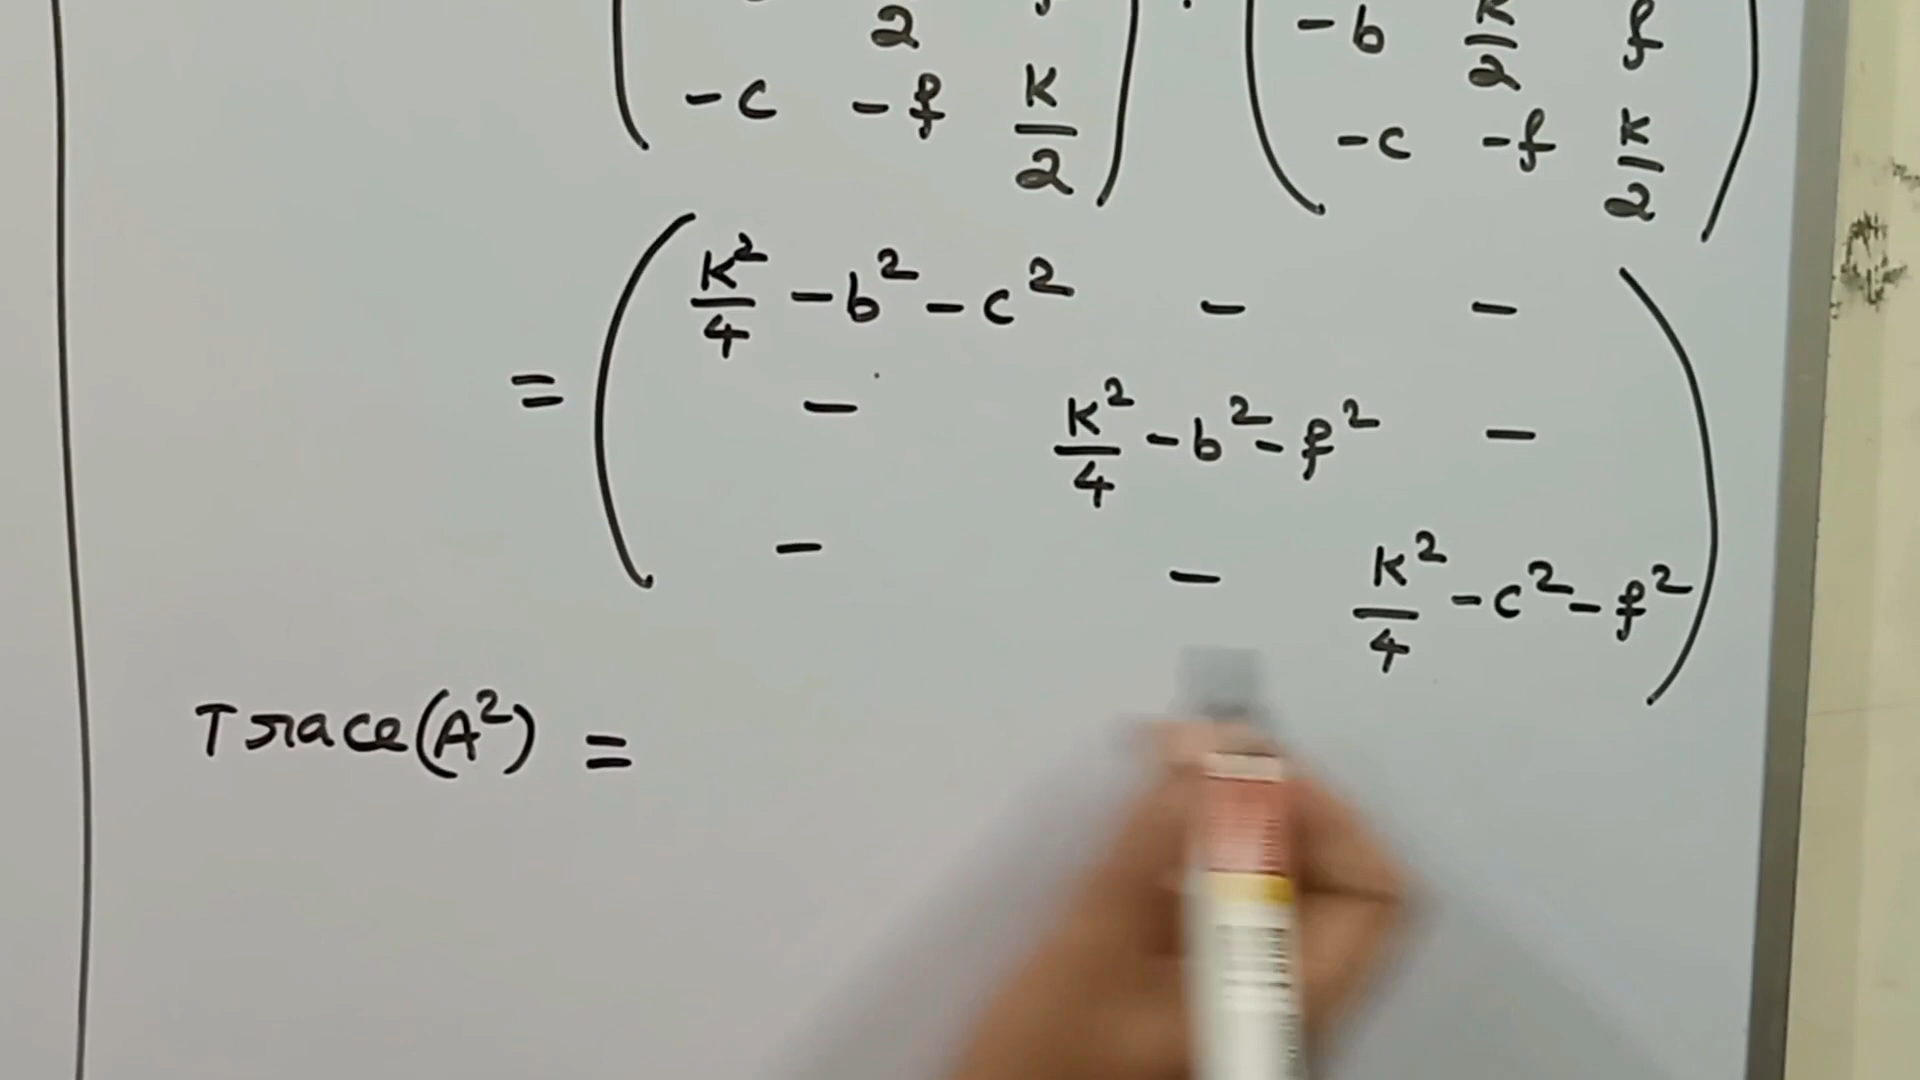 2 -b K/2 f
-c -f K/2 -c -f K/2
= ( K²/4 -b² -c² - -
- K²/4 -b² -f² -
- - K²/4 -c² -f² )
Trace(A²) =